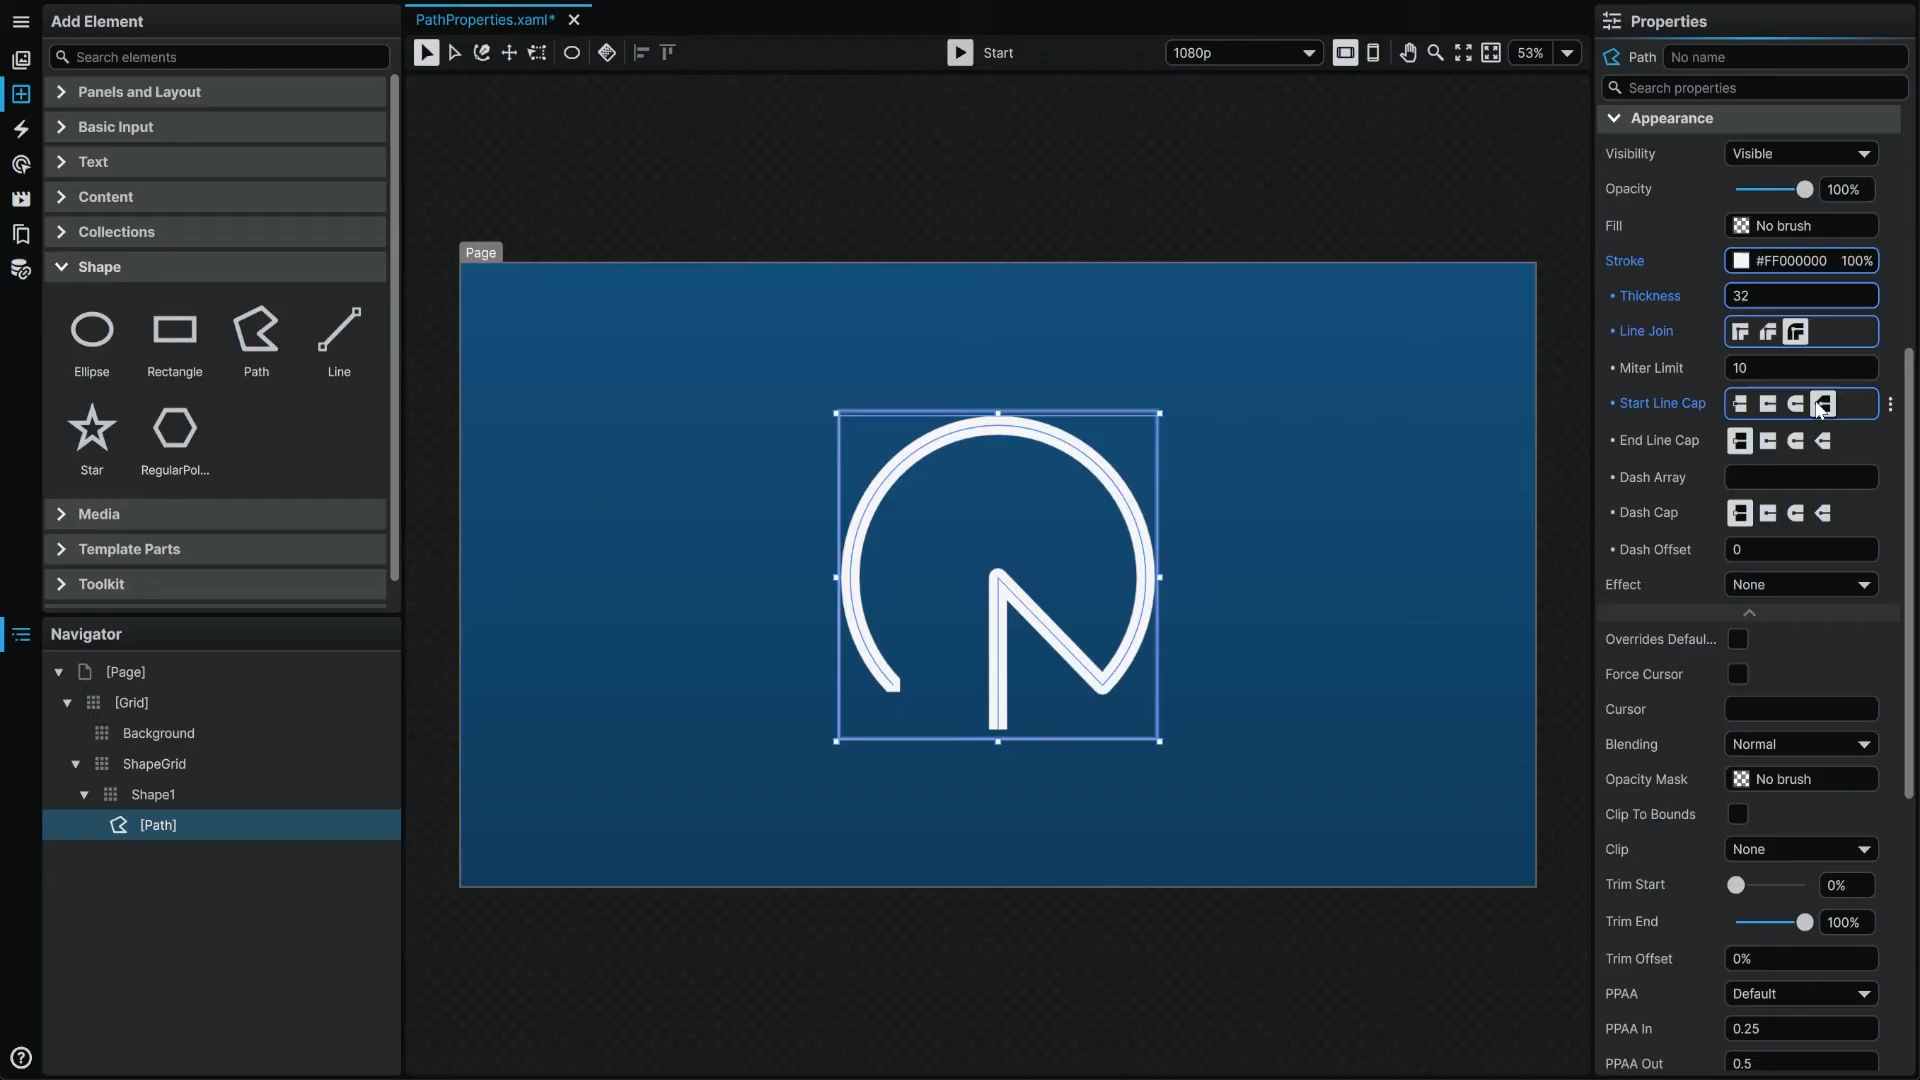 Add Element
Search elements
Panels and Layout
Basic Input
Text
Content
Collections
Shape
Ellipse
Rectangle
Path
Line
Star
RegularPol...
Media
Template Parts
Toolkit
Navigator
[Page]
[Grid]
Background
ShapeGrid
Shape1
[Path]
PathProperties.xaml*
Start
1080p
53%
Page
Properties
Path No name
Search properties
Appearance
Visibility Visible
Opacity 100%
Fill No brush
Stroke #FF000000 100%
• Thickness 32
• Line Join
• Miter Limit 10
• Start Line Cap
• End Line Cap
• Dash Array
• Dash Cap
• Dash Offset 0
Effect None
Overrides Defaul...
Force Cursor
Cursor
Blending Normal
Opacity Mask No brush
Clip To Bounds
Clip None
Trim Start 0%
Trim End 100%
Trim Offset 0%
PPAA Default
PPAA In 0.25
PPAA Out 0.5